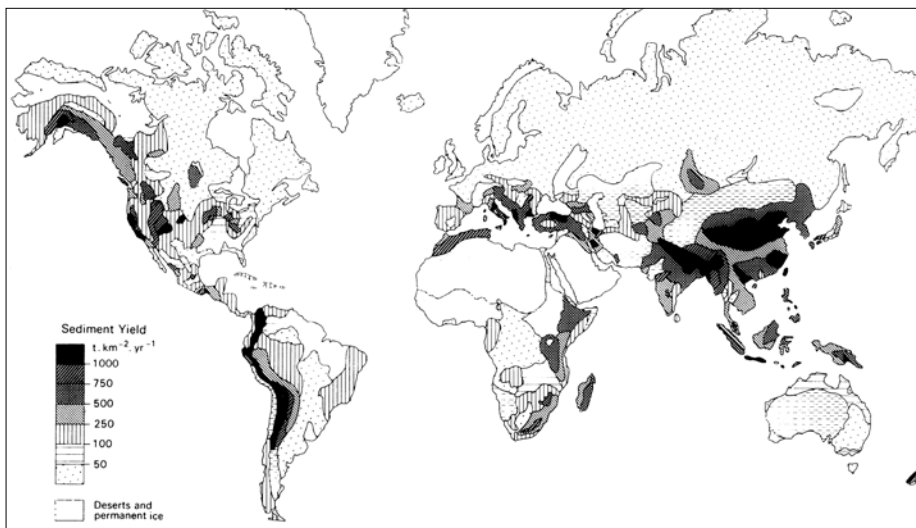 Sediment Yield
t. km⁻². yr⁻¹
1000
750
500
250
100
50
Deserts and
permanent ice